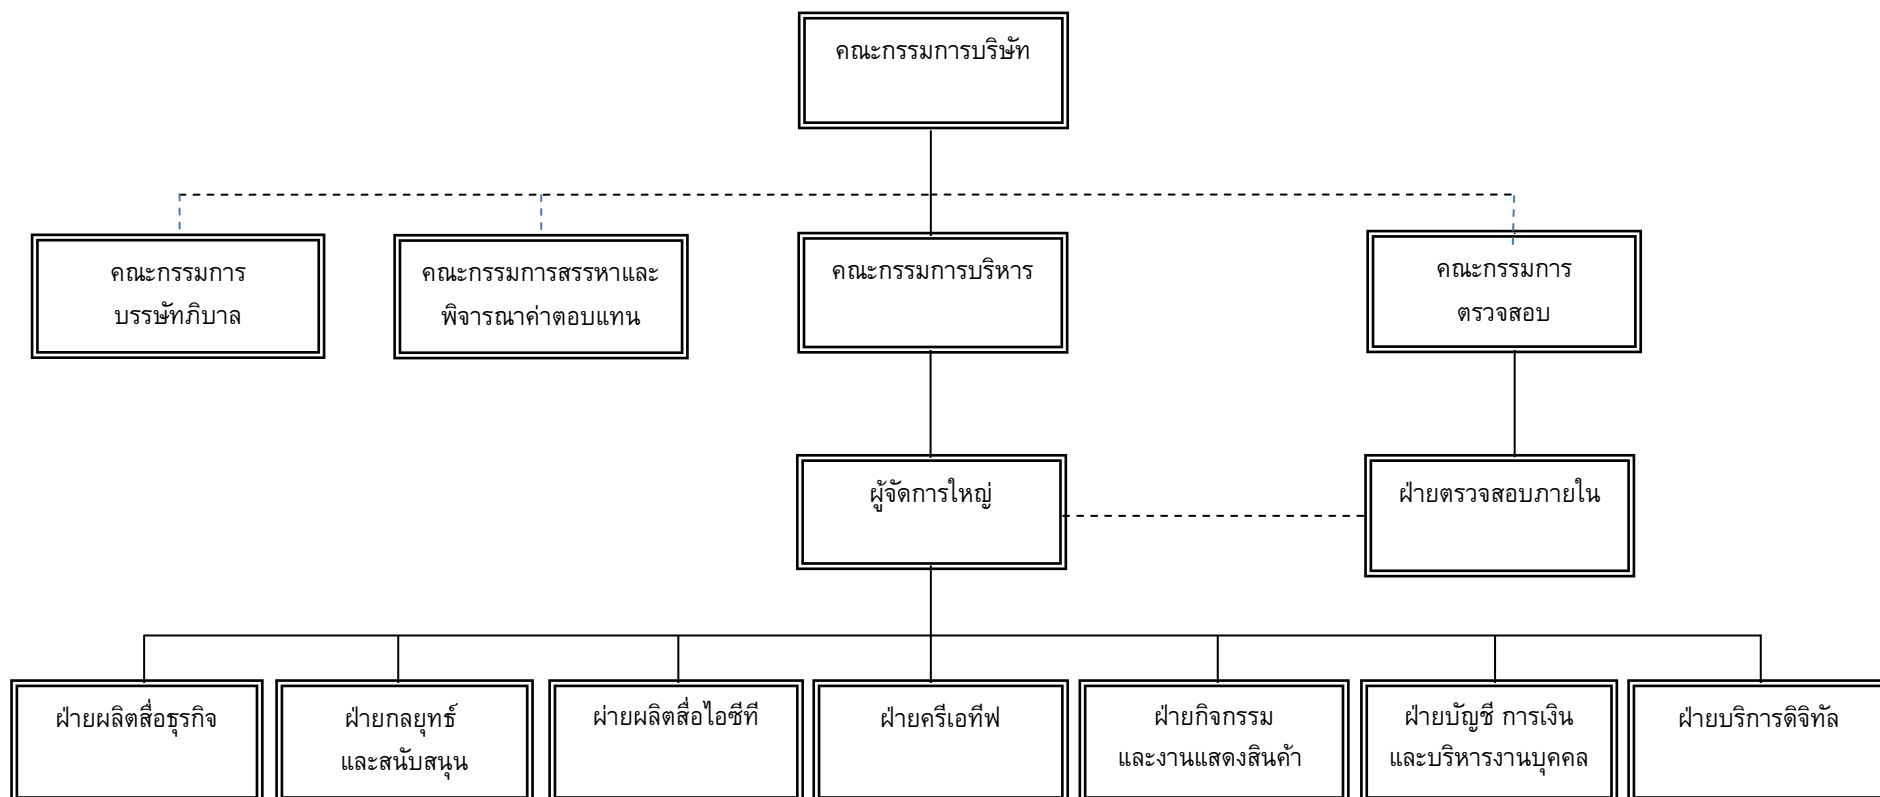 คณะกรรมการบริษัท
คณะกรรมการ
บรรษัทภิบาล
คณะกรรมการสรรหาและ
พิจารณาค่าตอบแทน
คณะกรรมการบริหาร
คณะกรรมการ
ตรวจสอบ
ผู้จัดการใหญ่
ฝ่ายตรวจสอบภายใน
ฝ่ายผลิตสื่อธุรกิจ
ฝ่ายกลยุทธ์
และสนับสนุน
ผ่ายผลิตสื่อไอซีที
ฝ่ายครีเอทีฟ
ฝ่ายกิจกรรม
และงานแสดงสินค้า
ฝ่ายบัญชี การเงิน
และบริหารงานบุคคล
ฝ่ายบริการดิจิทัล